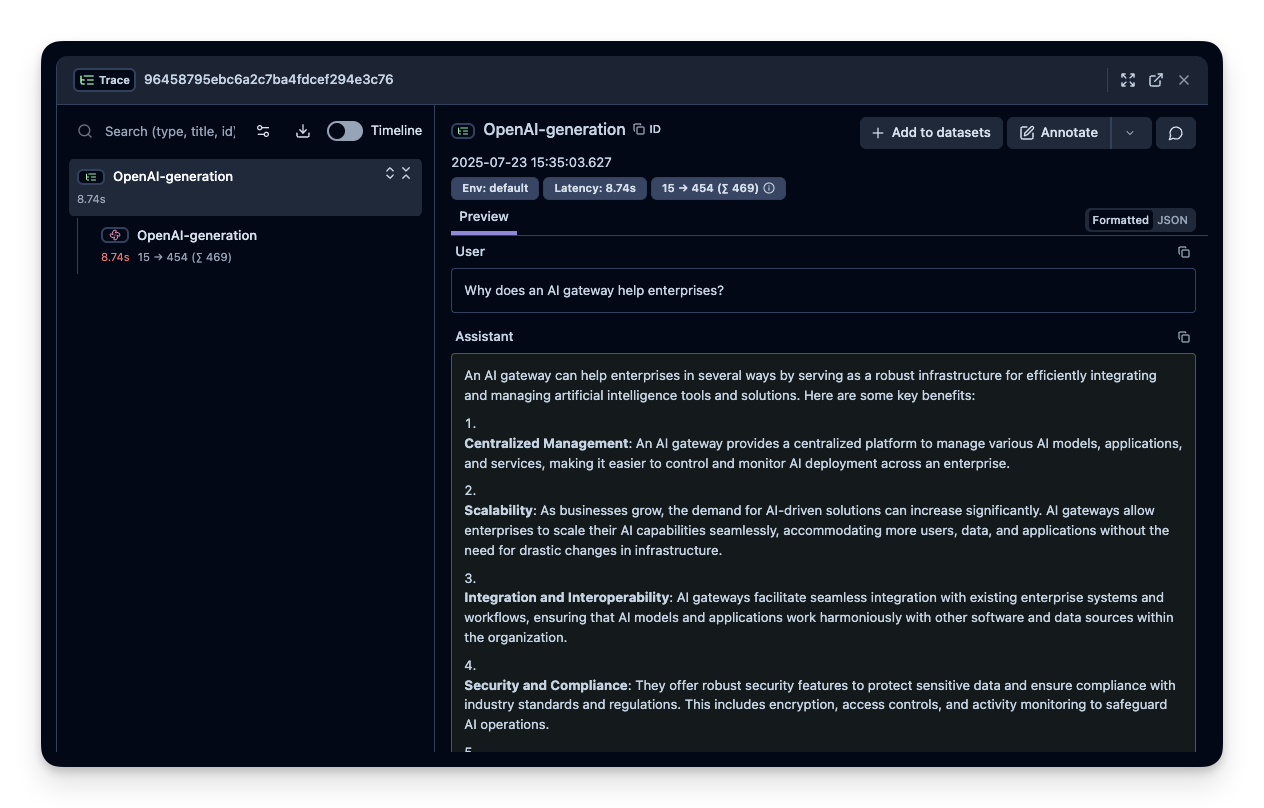 Trace 96458795ebc6a2c7ba4fdcef294e3c76
Search (type, title, id) Timeline
OpenAI-generation
8.74s
OpenAI-generation
8.74s 15 → 454 (∑ 469)
OpenAI-generation ID
Add to datasets Annotate
2025-07-23 15:35:03.627
Env: default Latency: 8.74s 15 → 454 (∑ 469)
Preview Formatted JSON
User
Why does an AI gateway help enterprises?
Assistant
An AI gateway can help enterprises in several ways by serving as a robust infrastructure for efficiently integrating
and managing artificial intelligence tools and solutions. Here are some key benefits:
1.
Centralized Management: An AI gateway provides a centralized platform to manage various AI models, applications,
and services, making it easier to control and monitor AI deployment across an enterprise.
2.
Scalability: As businesses grow, the demand for AI-driven solutions can increase significantly. AI gateways allow
enterprises to scale their AI capabilities seamlessly, accommodating more users, data, and applications without the
need for drastic changes in infrastructure.
3.
Integration and Interoperability: AI gateways facilitate seamless integration with existing enterprise systems and
workflows, ensuring that AI models and applications work harmoniously with other software and data sources within
the organization.
4.
Security and Compliance: They offer robust security features to protect sensitive data and ensure compliance with
industry standards and regulations. This includes encryption, access controls, and activity monitoring to safeguard
AI operations.